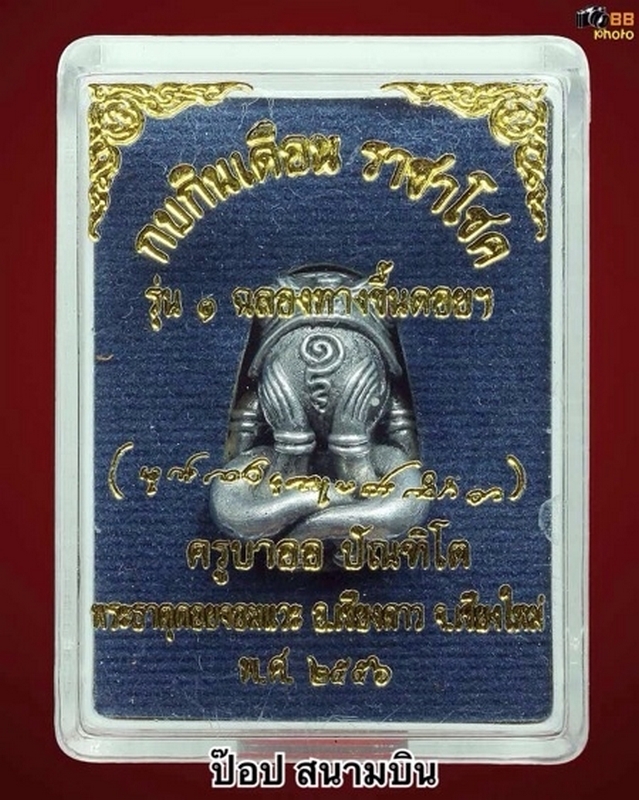 BB
photo
กบกินเดือน ราชาโชค
รุ่น ๑ ฉลองทางขึ้นดอยฯ
ครูบาออ ปัณฑิโต
พระธาตุดอยจอมแวะ อ.เชียงดาว จ.เชียงใหม่
พ.ศ. ๒๕๕๖
ป๊อป สนามบิน